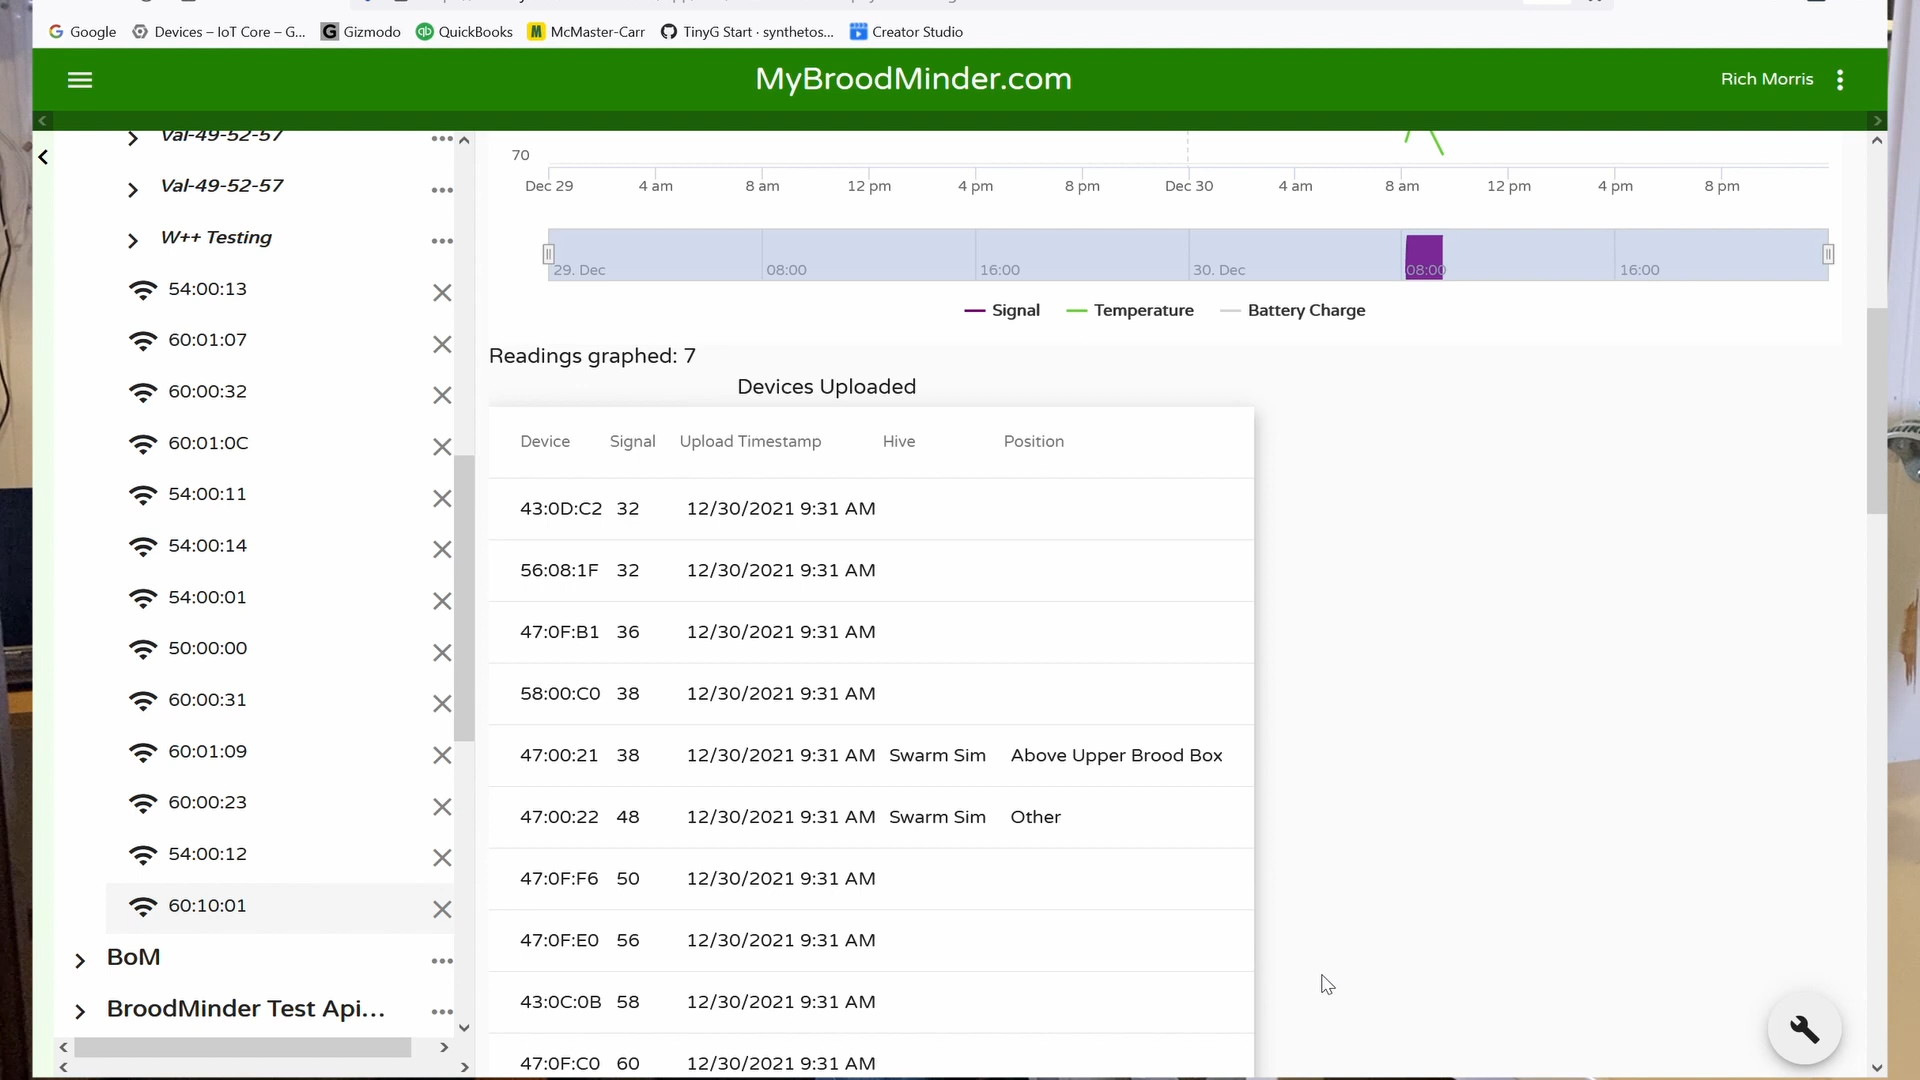 Google Devices – IoT Core – G... Gizmodo QuickBooks McMaster-Carr TinyG Start · synthetos... Creator Studio
MyBroodMinder.com
Rich Morris
Val-49-52-57
Val-49-52-57
W++ Testing
54:00:13
60:01:07
60:00:32
60:01:0C
54:00:11
54:00:14
54:00:01
50:00:00
60:00:31
60:01:09
60:00:23
54:00:12
60:10:01
BoM
BroodMinder Test Api...
70
Dec 29 4 am 8 am 12 pm 4 pm 8 pm Dec 30 4 am 8 am 12 pm 4 pm 8 pm
29. Dec 08:00 16:00 30. Dec 08:00 16:00
Signal Temperature Battery Charge
Readings graphed: 7
Devices Uploaded
Device Signal Upload Timestamp Hive Position
43:0D:C2 32 12/30/2021 9:31 AM
56:08:1F 32 12/30/2021 9:31 AM
47:0F:B1 36 12/30/2021 9:31 AM
58:00:C0 38 12/30/2021 9:31 AM
47:00:21 38 12/30/2021 9:31 AM Swarm Sim Above Upper Brood Box
47:00:22 48 12/30/2021 9:31 AM Swarm Sim Other
47:0F:F6 50 12/30/2021 9:31 AM
47:0F:E0 56 12/30/2021 9:31 AM
43:0C:0B 58 12/30/2021 9:31 AM
47:0F:C0 60 12/30/2021 9:31 AM